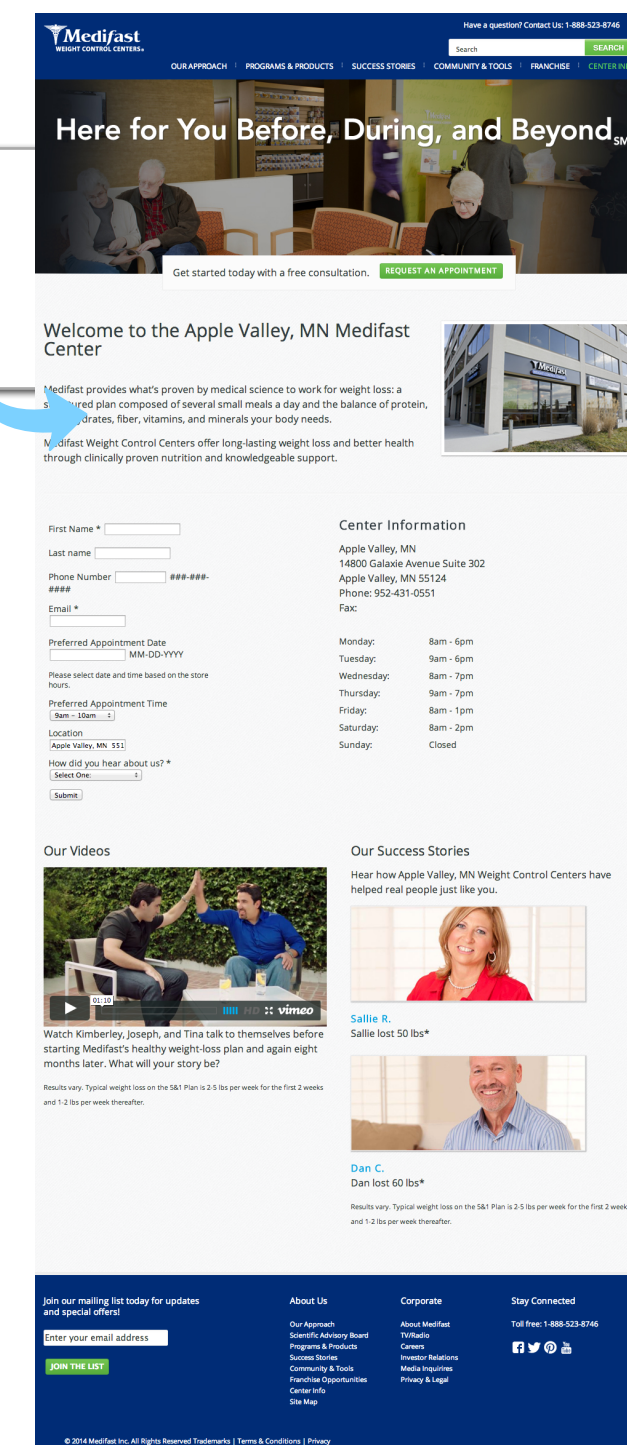 Have a question? Contact Us: 1-888-523-8746
Medifast
WEIGHT CONTROL CENTERS®
Search
SEARCH
OUR APPROACH
PROGRAMS & PRODUCTS
SUCCESS STORIES
COMMUNITY & TOOLS
FRANCHISE
CENTER
Here for You Before, During, and Beyond SM
Get started today with a free consultation.
REQUEST AN APPOINTMENT
Welcome to the Apple Valley, MN Medifast
Center
Medifast
Medifast provides what's proven by medical science to work for weight loss: a
ured plan composed of several small meals a day and the balance of protein,
ydrates, fiber, vitamins, and minerals your body needs.
M difast Weight Control Centers offer long-lasting weight loss and better health
through clinically proven nutrition and knowledgeable support.
First Name *
Last name
Phone Number ###-###-
####
Email *
Preferred Appointment Date
MM-DD-YYYY
Please select date and time based on the store
hours.
Preferred Appointment Time
9am – 10am
Location
Apple Valley, MN 551
How did you hear about us? *
Select One:
Submit
Center Information
Apple Valley, MN
14800 Galaxie Avenue Suite 302
Apple Valley, MN 55124
Phone: 952-431-0551
Fax:
Monday: 8am - 6pm
Tuesday: 9am - 6pm
Wednesday: 8am - 7pm
Thursday: 9am - 7pm
Friday: 8am - 1pm
Saturday: 8am - 2pm
Sunday: Closed
Our Videos
01:10
HD vimeo
Watch Kimberley, Joseph, and Tina talk to themselves before
starting Medifast's healthy weight-loss plan and again eight
months later. What will your story be?
Results vary. Typical weight loss on the 5&1 Plan is 2-5 lbs per week for the first 2 weeks
and 1-2 lbs per week thereafter.
Our Success Stories
Hear how Apple Valley, MN Weight Control Centers have
helped real people just like you.
Sallie R.
Sallie lost 50 lbs*
Dan C.
Dan lost 60 lbs*
Results vary. Typical weight loss on the 5&1 Plan is 2-5 lbs per week for the first 2 week
and 1-2 lbs per week thereafter.
Join our mailing list today for updates
and special offers!
Enter your email address
JOIN THE LIST
About Us
Our Approach
Scientific Advisory Board
Programs & Products
Success Stories
Community & Tools
Franchise Opportunities
Center Info
Site Map
Corporate
About Medifast
TV/Radio
Careers
Investor Relations
Media Inquirires
Privacy & Legal
Stay Connected
Toll free: 1-888-523-8746
© 2014 Medifast Inc. All Rights Reserved Trademarks | Terms & Conditions | Privacy